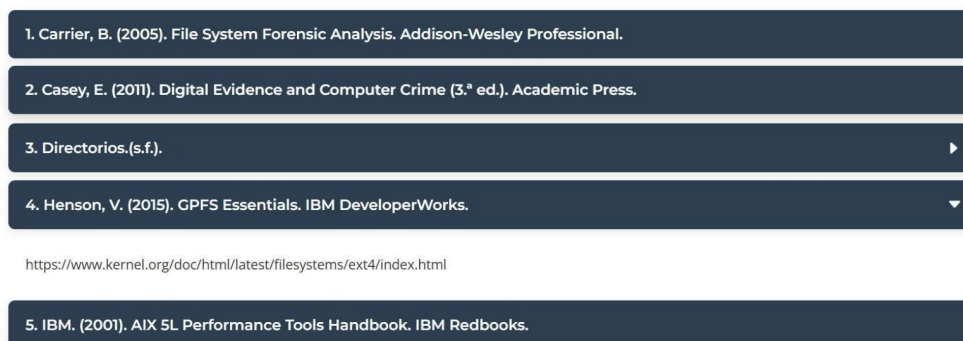 1. Carrier, B. (2005). File System Forensic Analysis. Addison-Wesley Professional.
2. Casey, E. (2011). Digital Evidence and Computer Crime (3.ª ed.). Academic Press.
3. Directorios.(s.f.).
4. Henson, V. (2015). GPFS Essentials. IBM DeveloperWorks.
https://www.kernel.org/doc/html/latest/filesystems/ext4/index.html
5. IBM. (2001). AIX 5L Performance Tools Handbook. IBM Redbooks.